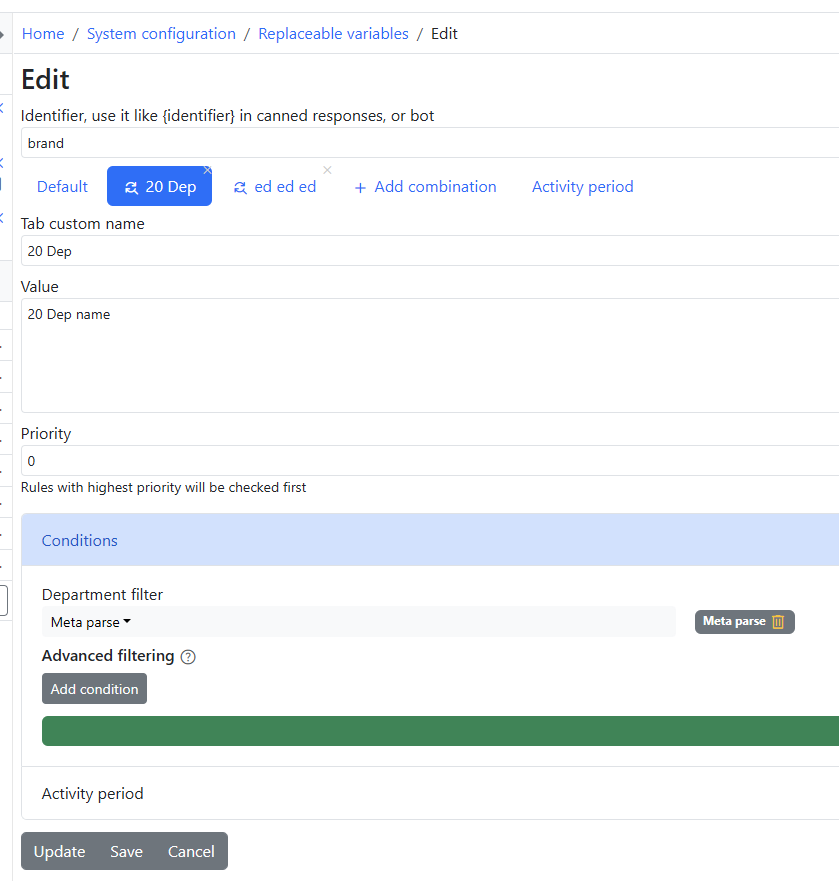 Home / System configuration / Replaceable variables / Edit
Edit
Identifier, use it like {identifier} in canned responses, or bot
brand
Default 20 Dep ed ed ed + Add combination Activity period
Tab custom name
20 Dep
Value
20 Dep name
Priority
0
Rules with highest priority will be checked first
Conditions
Department filter
Meta parse Meta parse
Advanced filtering ?
Add condition
Activity period
Update Save Cancel